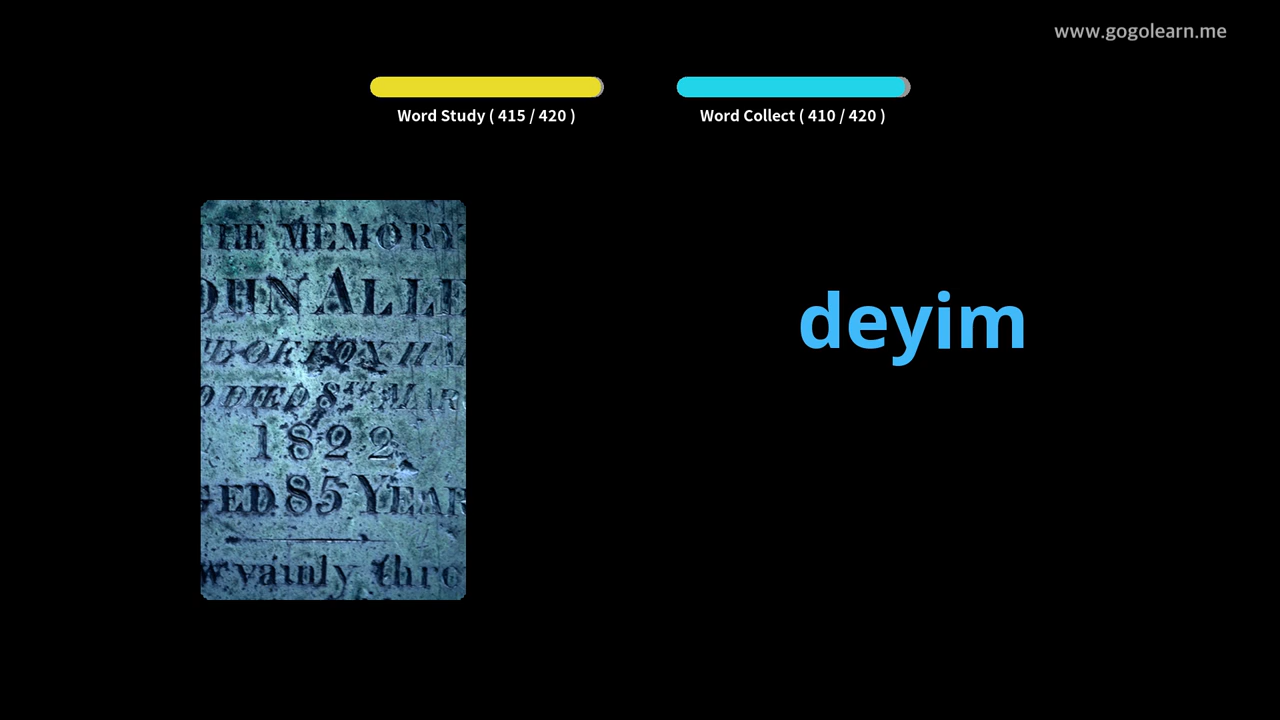 www.gogolearn.me
Word Study ( 415 / 420 )
Word Collect ( 410 / 420 )
THE MEMORY
OHN ALLE
DIED 8TH MAR
1822
GED 85 YEAR
w vainly thro
deyim